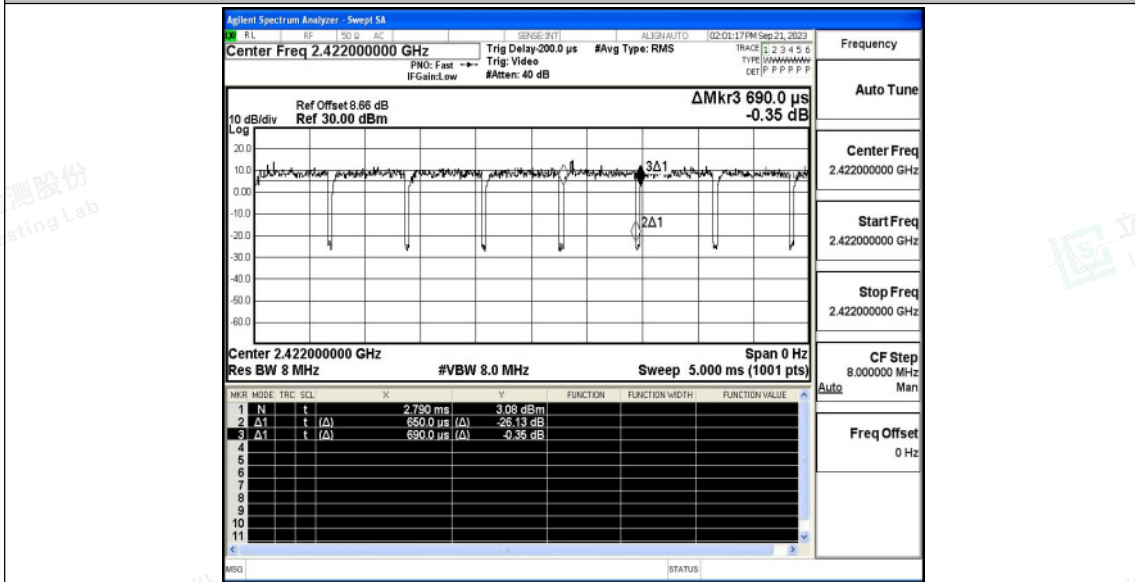 Agilent Spectrum Analyzer - Swept SA
RL RF 50 Ω AC SENSE:INT ALIGNAUTO 02:01:17 PM Sep 21, 2023
Center Freq 2.422000000 GHz
PNO: Fast
IFGain:Low
Trig Delay-200.0 µs
Trig: Video
#Atten: 40 dB
#Avg Type: RMS
TRACE 1 2 3 4 5 6
TYPE
DET P P P P P P
Frequency
Auto Tune
Center Freq
2.422000000 GHz
Start Freq
2.422000000 GHz
Stop Freq
2.422000000 GHz
CF Step
8.000000 MHz
Auto Man
Freq Offset
0 Hz
ΔMkr3 690.0 µs
-0.35 dB
Ref Offset 8.66 dB
10 dB/div Ref 30.00 dBm
Log
20.0
10.0
0.00
-10.0
-20.0
-30.0
-40.0
-50.0
-60.0
3Δ1
2Δ1
Center 2.422000000 GHz Span 0 Hz
Res BW 8 MHz #VBW 8.0 MHz Sweep 5.000 ms (1001 pts)
MKR MODE TRC SCL X Y FUNCTION FUNCTION WIDTH FUNCTION VALUE
1 N t 2.790 ms 3.08 dBm
2 Δ1 t (Δ) 650.0 µs (Δ) -26.13 dB
3 Δ1 t (Δ) 690.0 µs (Δ) -0.35 dB
4
5
6
7
8
9
10
11
MSG STATUS
测股份
sting Lab
立